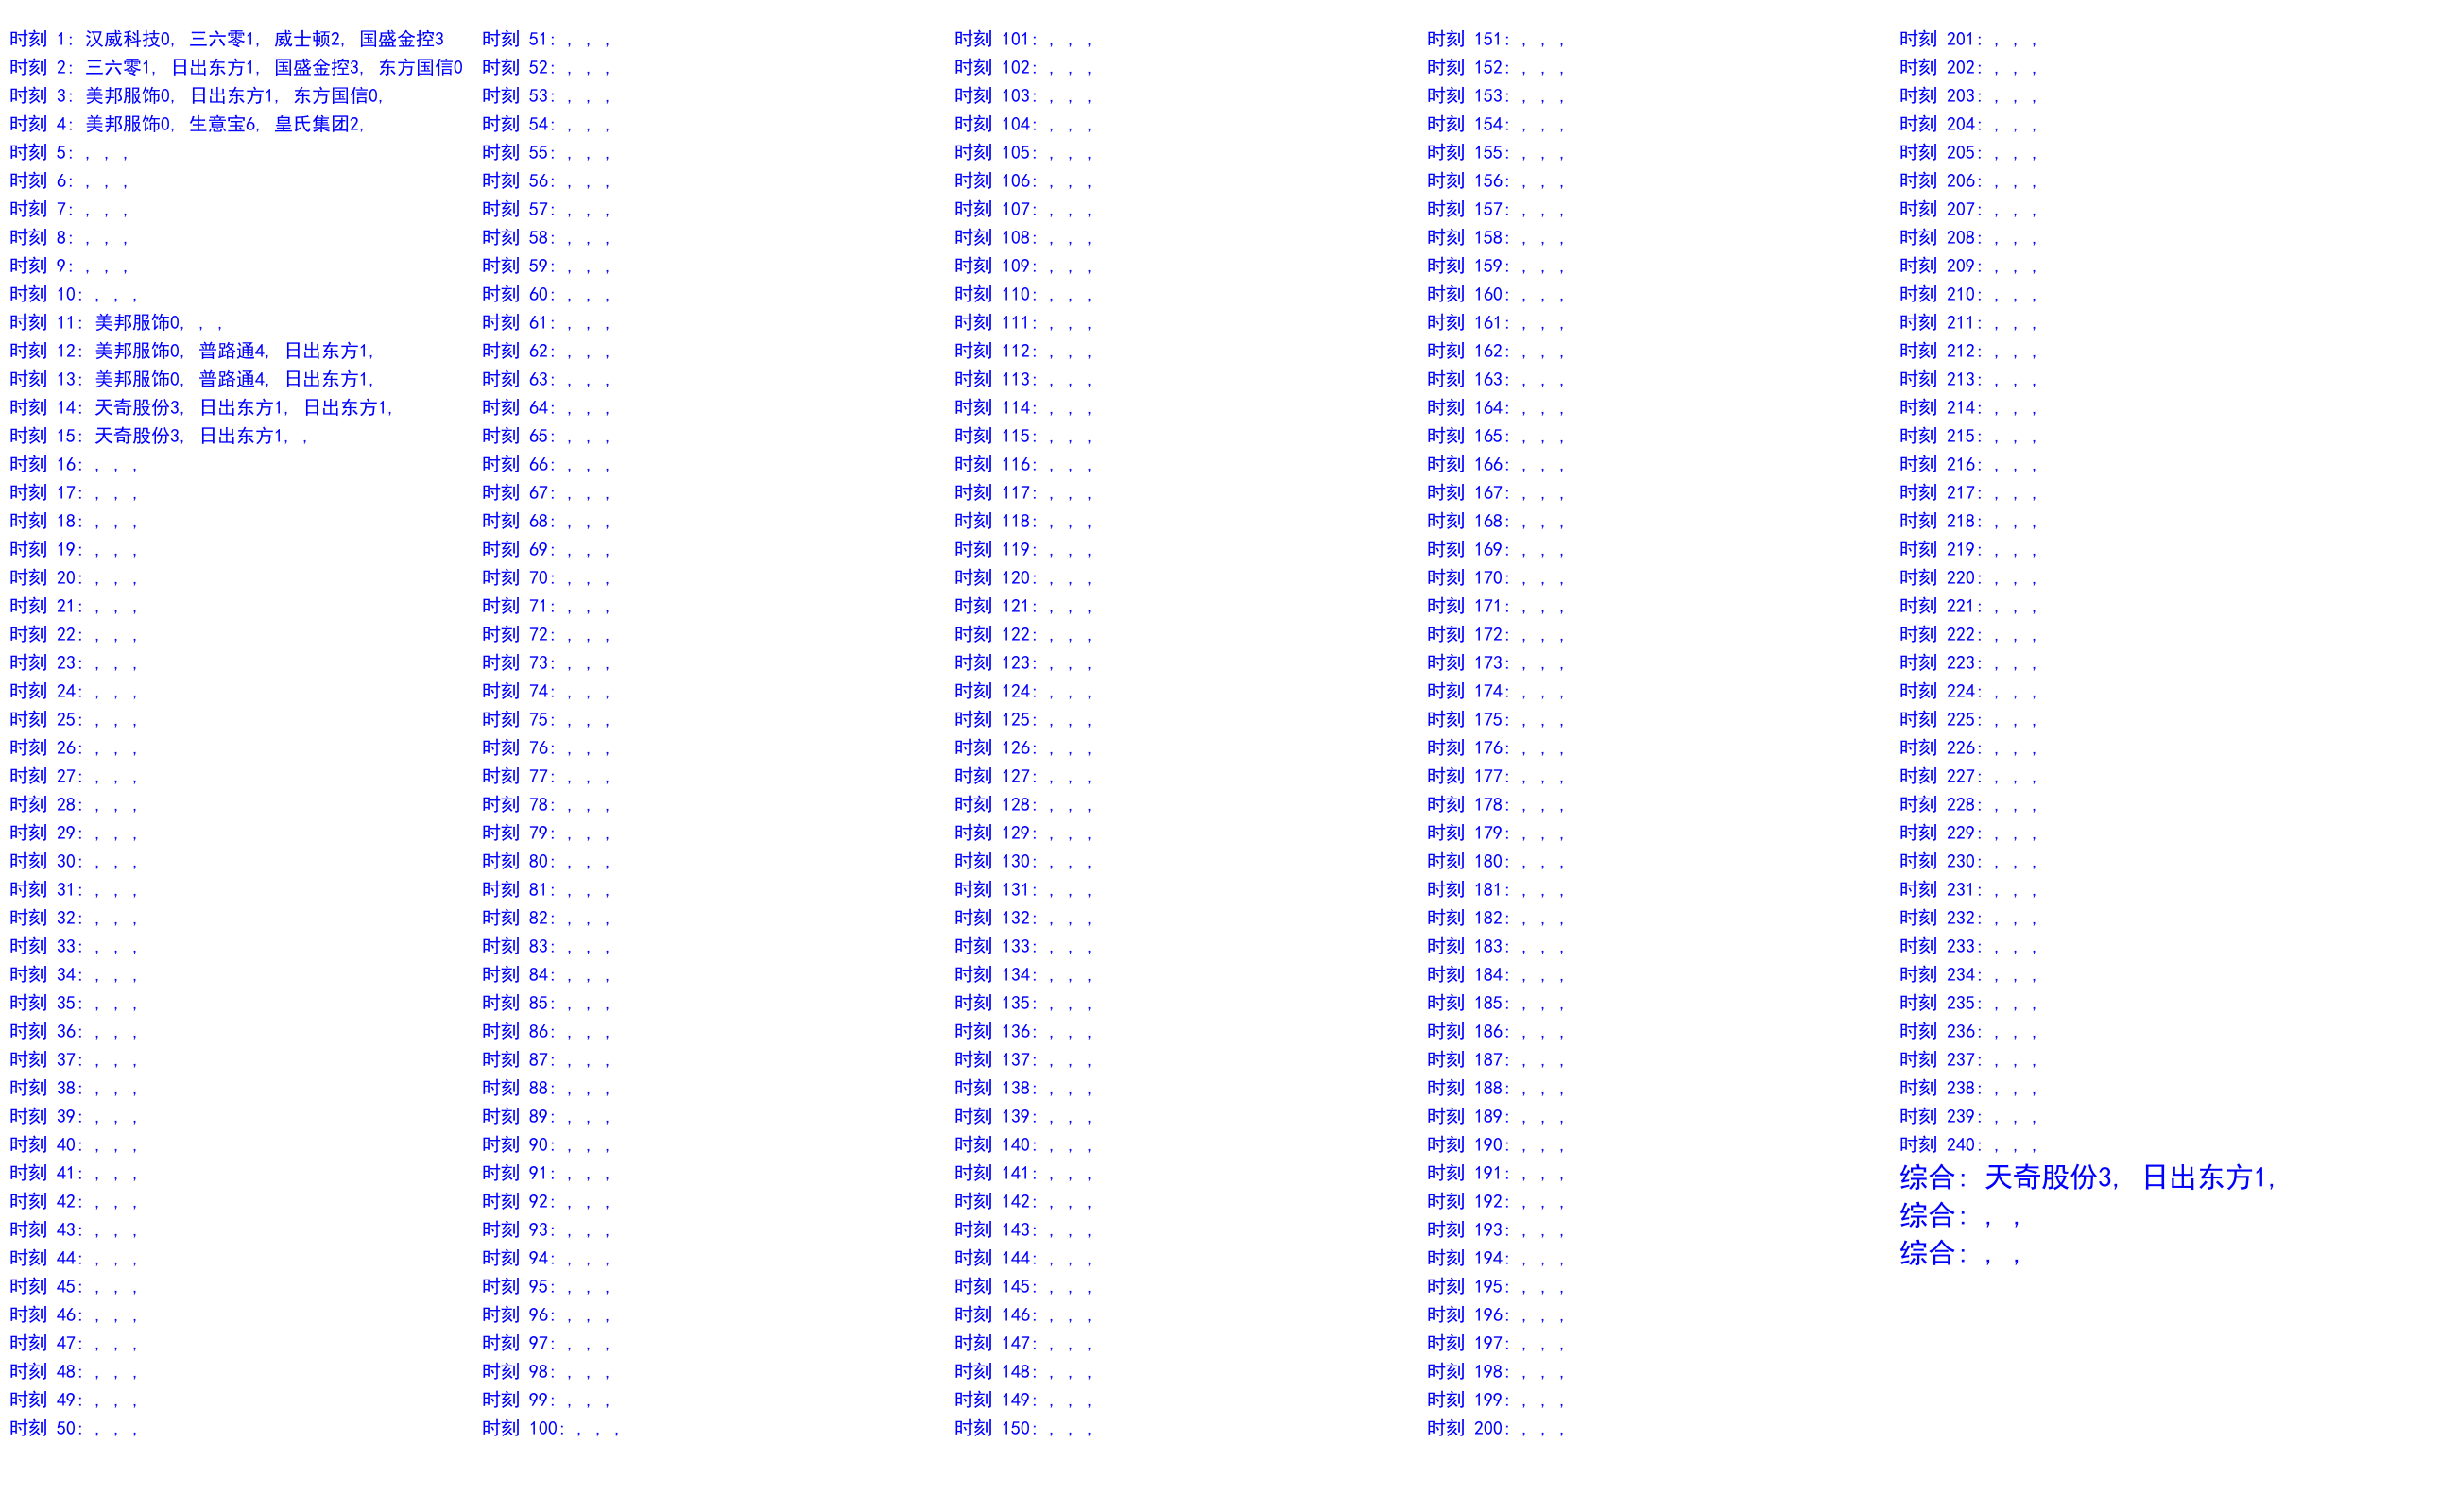 时刻 1: 汉威科技0, 三六零1, 威士顿2, 国盛金控3
时刻 2: 三六零1, 日出东方1, 国盛金控3, 东方国信0
时刻 3: 美邦服饰0, 日出东方1, 东方国信0,
时刻 4: 美邦服饰0, 生意宝6, 皇氏集团2,
时刻 5: , , ,
时刻 6: , , ,
时刻 7: , , ,
时刻 8: , , ,
时刻 9: , , ,
时刻 10: , , ,
时刻 11: 美邦服饰0, , ,
时刻 12: 美邦服饰0, 普路通4, 日出东方1,
时刻 13: 美邦服饰0, 普路通4, 日出东方1,
时刻 14: 天奇股份3, 日出东方1, 日出东方1,
时刻 15: 天奇股份3, 日出东方1, ,
时刻 16: , , ,
时刻 17: , , ,
时刻 18: , , ,
时刻 19: , , ,
时刻 20: , , ,
时刻 21: , , ,
时刻 22: , , ,
时刻 23: , , ,
时刻 24: , , ,
时刻 25: , , ,
时刻 26: , , ,
时刻 27: , , ,
时刻 28: , , ,
时刻 29: , , ,
时刻 30: , , ,
时刻 31: , , ,
时刻 32: , , ,
时刻 33: , , ,
时刻 34: , , ,
时刻 35: , , ,
时刻 36: , , ,
时刻 37: , , ,
时刻 38: , , ,
时刻 39: , , ,
时刻 40: , , ,
时刻 41: , , ,
时刻 42: , , ,
时刻 43: , , ,
时刻 44: , , ,
时刻 45: , , ,
时刻 46: , , ,
时刻 47: , , ,
时刻 48: , , ,
时刻 49: , , ,
时刻 50: , , ,
时刻 51: , , ,
时刻 52: , , ,
时刻 53: , , ,
时刻 54: , , ,
时刻 55: , , ,
时刻 56: , , ,
时刻 57: , , ,
时刻 58: , , ,
时刻 59: , , ,
时刻 60: , , ,
时刻 61: , , ,
时刻 62: , , ,
时刻 63: , , ,
时刻 64: , , ,
时刻 65: , , ,
时刻 66: , , ,
时刻 67: , , ,
时刻 68: , , ,
时刻 69: , , ,
时刻 70: , , ,
时刻 71: , , ,
时刻 72: , , ,
时刻 73: , , ,
时刻 74: , , ,
时刻 75: , , ,
时刻 76: , , ,
时刻 77: , , ,
时刻 78: , , ,
时刻 79: , , ,
时刻 80: , , ,
时刻 81: , , ,
时刻 82: , , ,
时刻 83: , , ,
时刻 84: , , ,
时刻 85: , , ,
时刻 86: , , ,
时刻 87: , , ,
时刻 88: , , ,
时刻 89: , , ,
时刻 90: , , ,
时刻 91: , , ,
时刻 92: , , ,
时刻 93: , , ,
时刻 94: , , ,
时刻 95: , , ,
时刻 96: , , ,
时刻 97: , , ,
时刻 98: , , ,
时刻 99: , , ,
时刻 100: , , ,
时刻 101: , , ,
时刻 102: , , ,
时刻 103: , , ,
时刻 104: , , ,
时刻 105: , , ,
时刻 106: , , ,
时刻 107: , , ,
时刻 108: , , ,
时刻 109: , , ,
时刻 110: , , ,
时刻 111: , , ,
时刻 112: , , ,
时刻 113: , , ,
时刻 114: , , ,
时刻 115: , , ,
时刻 116: , , ,
时刻 117: , , ,
时刻 118: , , ,
时刻 119: , , ,
时刻 120: , , ,
时刻 121: , , ,
时刻 122: , , ,
时刻 123: , , ,
时刻 124: , , ,
时刻 125: , , ,
时刻 126: , , ,
时刻 127: , , ,
时刻 128: , , ,
时刻 129: , , ,
时刻 130: , , ,
时刻 131: , , ,
时刻 132: , , ,
时刻 133: , , ,
时刻 134: , , ,
时刻 135: , , ,
时刻 136: , , ,
时刻 137: , , ,
时刻 138: , , ,
时刻 139: , , ,
时刻 140: , , ,
时刻 141: , , ,
时刻 142: , , ,
时刻 143: , , ,
时刻 144: , , ,
时刻 145: , , ,
时刻 146: , , ,
时刻 147: , , ,
时刻 148: , , ,
时刻 149: , , ,
时刻 150: , , ,
时刻 151: , , ,
时刻 152: , , ,
时刻 153: , , ,
时刻 154: , , ,
时刻 155: , , ,
时刻 156: , , ,
时刻 157: , , ,
时刻 158: , , ,
时刻 159: , , ,
时刻 160: , , ,
时刻 161: , , ,
时刻 162: , , ,
时刻 163: , , ,
时刻 164: , , ,
时刻 165: , , ,
时刻 166: , , ,
时刻 167: , , ,
时刻 168: , , ,
时刻 169: , , ,
时刻 170: , , ,
时刻 171: , , ,
时刻 172: , , ,
时刻 173: , , ,
时刻 174: , , ,
时刻 175: , , ,
时刻 176: , , ,
时刻 177: , , ,
时刻 178: , , ,
时刻 179: , , ,
时刻 180: , , ,
时刻 181: , , ,
时刻 182: , , ,
时刻 183: , , ,
时刻 184: , , ,
时刻 185: , , ,
时刻 186: , , ,
时刻 187: , , ,
时刻 188: , , ,
时刻 189: , , ,
时刻 190: , , ,
时刻 191: , , ,
时刻 192: , , ,
时刻 193: , , ,
时刻 194: , , ,
时刻 195: , , ,
时刻 196: , , ,
时刻 197: , , ,
时刻 198: , , ,
时刻 199: , , ,
时刻 200: , , ,
时刻 201: , , ,
时刻 202: , , ,
时刻 203: , , ,
时刻 204: , , ,
时刻 205: , , ,
时刻 206: , , ,
时刻 207: , , ,
时刻 208: , , ,
时刻 209: , , ,
时刻 210: , , ,
时刻 211: , , ,
时刻 212: , , ,
时刻 213: , , ,
时刻 214: , , ,
时刻 215: , , ,
时刻 216: , , ,
时刻 217: , , ,
时刻 218: , , ,
时刻 219: , , ,
时刻 220: , , ,
时刻 221: , , ,
时刻 222: , , ,
时刻 223: , , ,
时刻 224: , , ,
时刻 225: , , ,
时刻 226: , , ,
时刻 227: , , ,
时刻 228: , , ,
时刻 229: , , ,
时刻 230: , , ,
时刻 231: , , ,
时刻 232: , , ,
时刻 233: , , ,
时刻 234: , , ,
时刻 235: , , ,
时刻 236: , , ,
时刻 237: , , ,
时刻 238: , , ,
时刻 239: , , ,
时刻 240: , , ,
综合: 天奇股份3, 日出东方1,
综合: , ,
综合: , ,